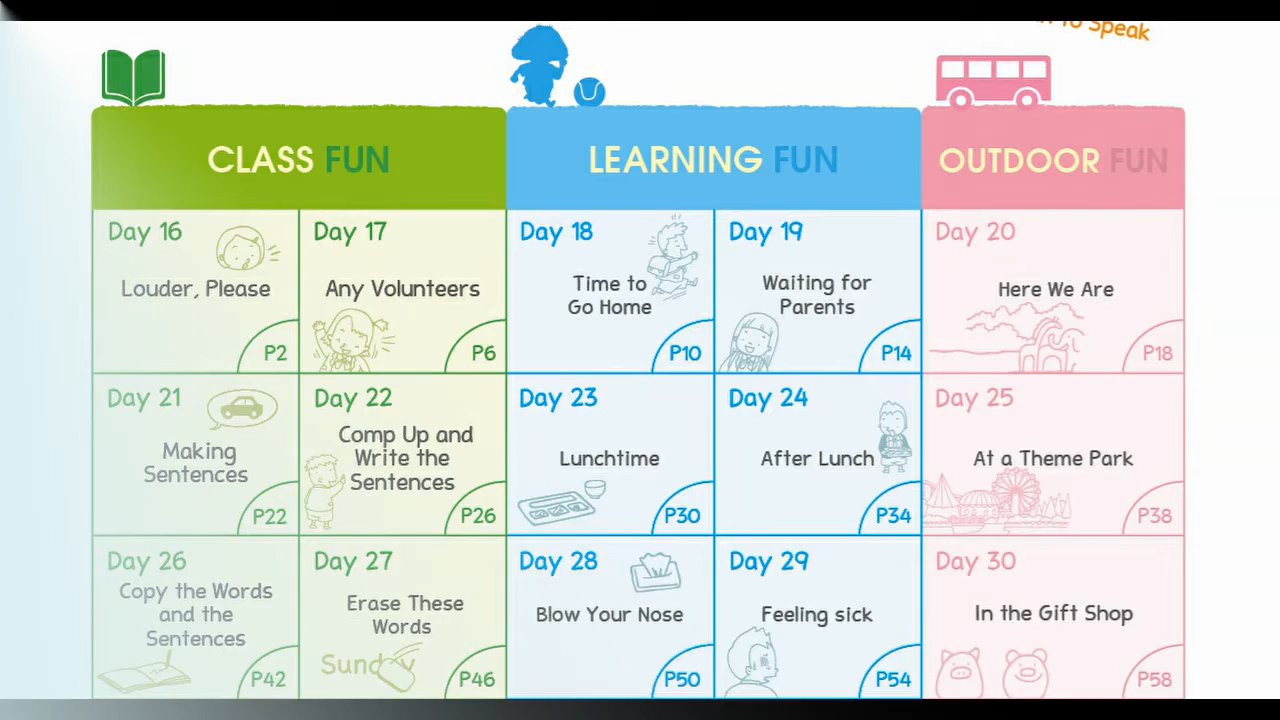 to Speak
CLASS FUN
LEARNING FUN
OUTDOOR FUN
Day 16
Louder, Please
P2
Day 17
Any Volunteers
P6
Day 18
Time to
Go Home
P10
Day 19
Waiting for
Parents
P14
Day 20
Here We Are
P18
Day 21
Making
Sentences
P22
Day 22
Comp Up and
Write the
Sentences
P26
Day 23
Lunchtime
P30
Day 24
After Lunch
P34
Day 25
At a Theme Park
P38
Day 26
Copy the Words
and the
Sentences
P42
Day 27
Erase These
Words
P46
Day 28
Blow Your Nose
P50
Day 29
Feeling sick
P54
Day 30
In the Gift Shop
P58